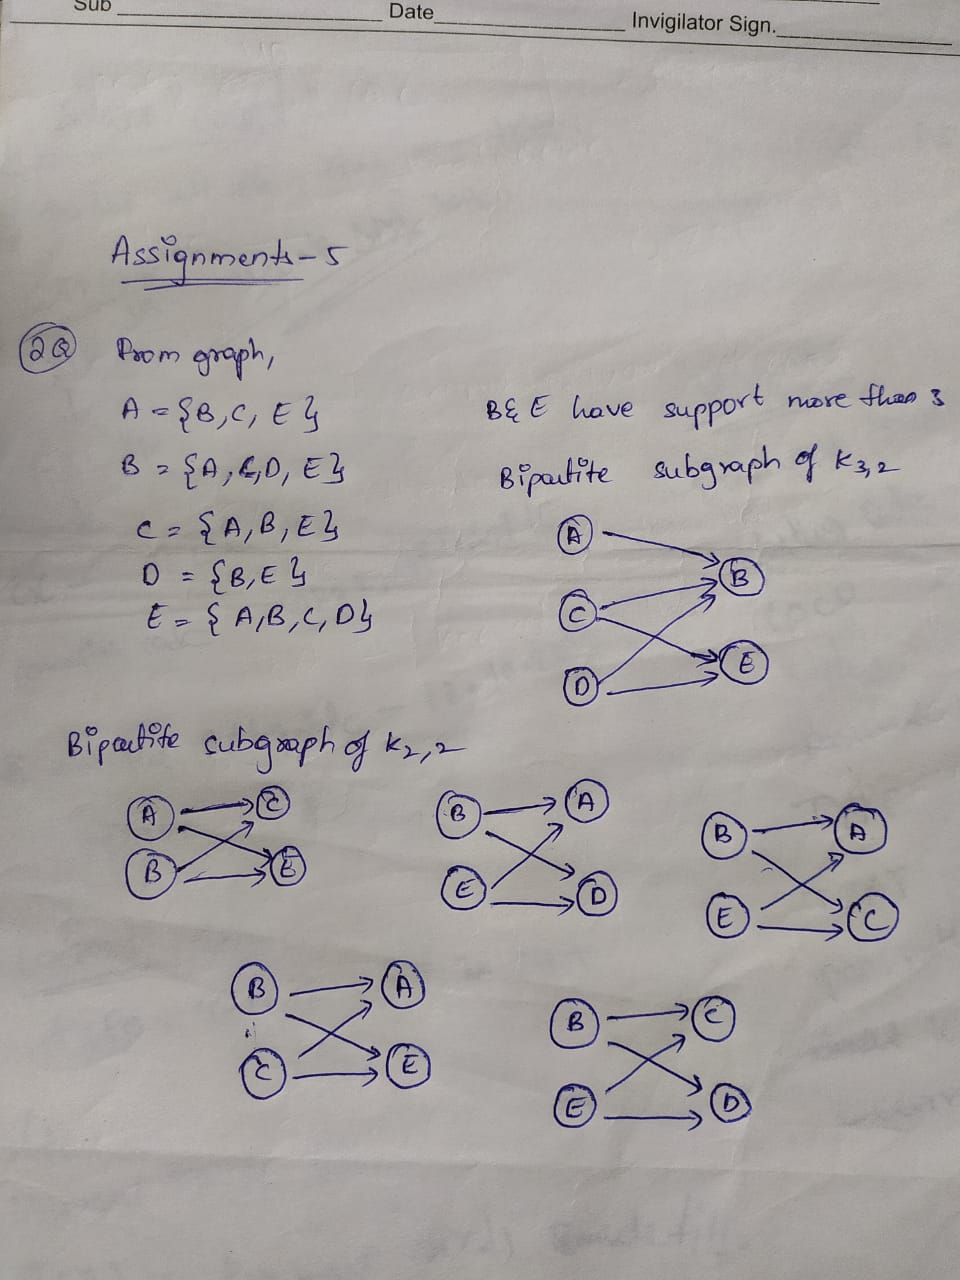 Sub Date Invigilator Sign.
Assignments-5
2Q From graph,
A = {B, C, E}
B = {A, C, D, E}
C = {A, B, E}
D = {B, E}
E = {A, B, C, D}
B & E have support more than 3
Bipartite subgraph of K3,2
A
B
C
E
D
Bipartite subgraph of K2,2
A C
B E
B A
E D
B A
E C
B A
C E
B C
E D